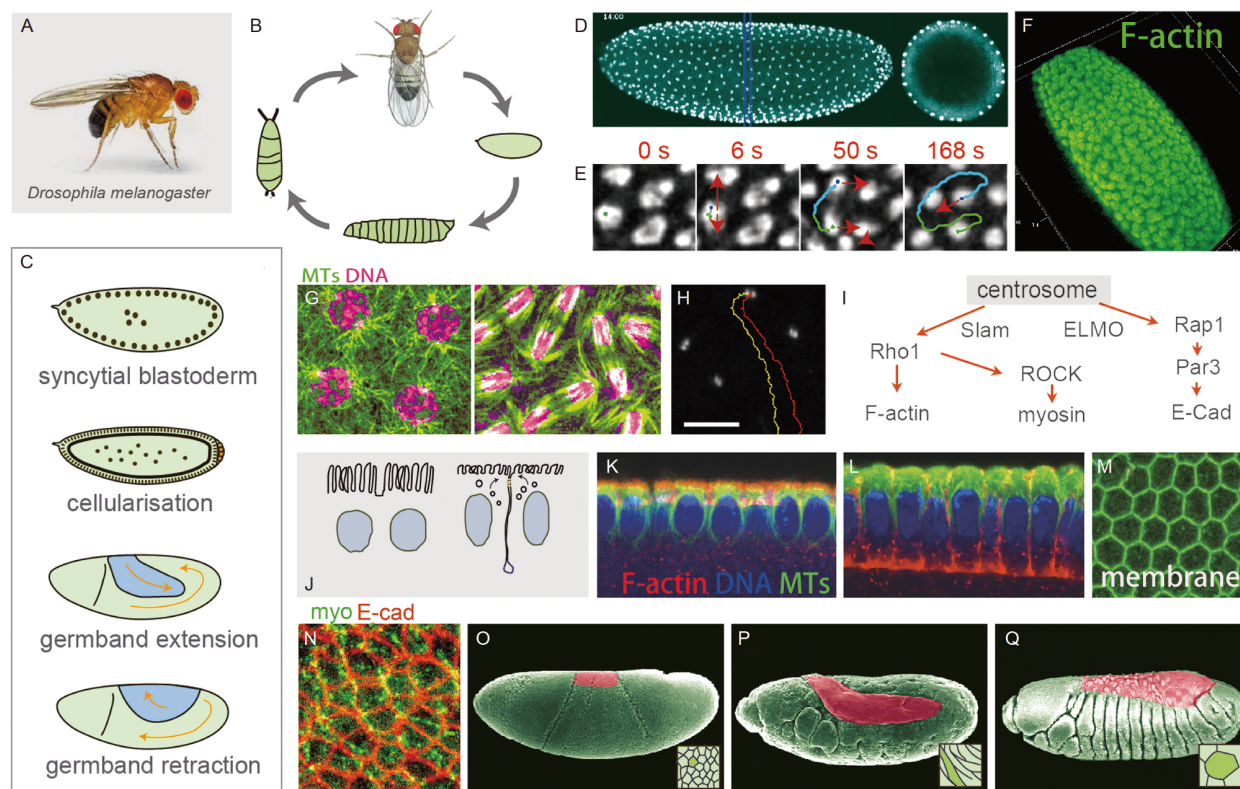 A
Drosophila melanogaster
B
C
syncytial blastoderm
cellularisation
germband extension
germband retraction
D
14:00
E
0 s
6 s
50 s
168 s
F
F-actin
MTs DNA
G
H
I
centrosome
Slam
ELMO
Rap1
Rho1
Par3
ROCK
F-actin
myosin
E-Cad
J
K
F-actin DNA MTs
L
M
membrane
myo E-cad
N
O
P
Q